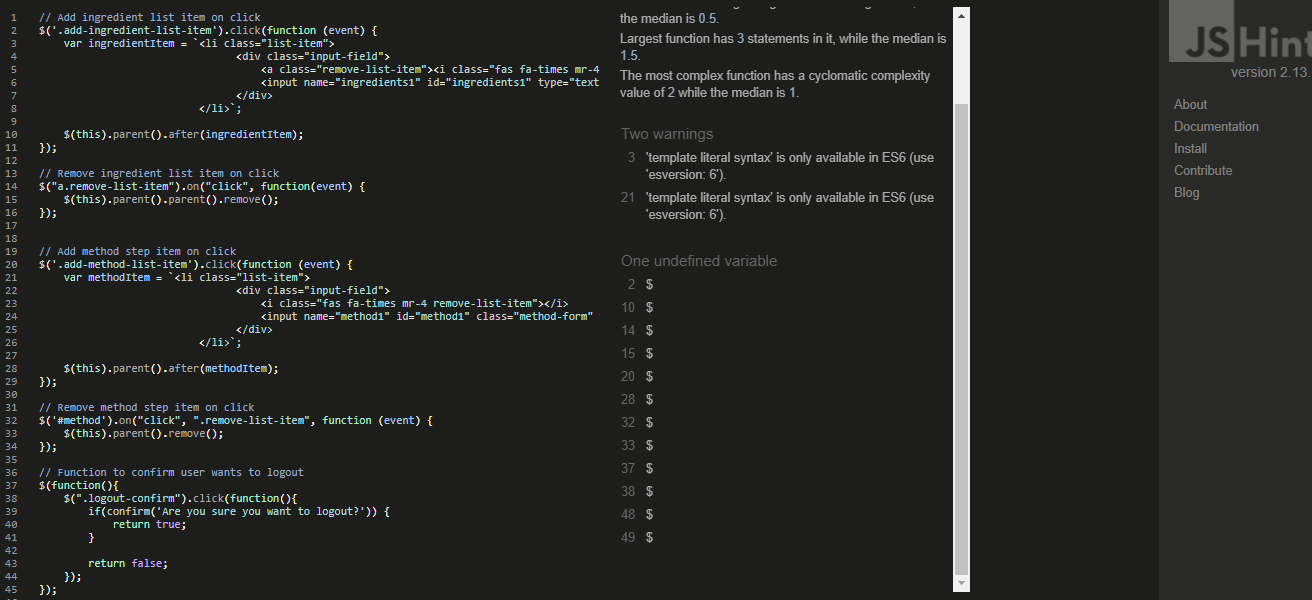 1 // Add ingredient list item on click
2 $('.add-ingredient-list-item').click(function (event) {
3 var ingredientItem = `<li class="list-item">
4 <div class="input-field">
5 <a class="remove-list-item"><i class="fas fa-times mr-4
6 <input name="ingredients1" id="ingredients1" type="text
7 </div>
8 </li>`;
9
10 $(this).parent().after(ingredientItem);
11 });
12
13 // Remove ingredient list item on click
14 $("a.remove-list-item").on("click", function(event) {
15 $(this).parent().parent().remove();
16 });
17
18
19 // Add method step item on click
20 $('.add-method-list-item').click(function (event) {
21 var methodItem = `<li class="list-item">
22 <div class="input-field">
23 <i class="fas fa-times mr-4 remove-list-item"></i>
24 <input name="method1" id="method1" class="method-form"
25 </div>
26 </li>`;
27
28 $(this).parent().after(methodItem);
29 });
30
31 // Remove method step item on click
32 $('#method').on("click", ".remove-list-item", function (event) {
33 $(this).parent().remove();
34 });
35
36 // Function to confirm user wants to logout
37 $(function(){
38 $(".logout-confirm").click(function(){
39 if(confirm('Are you sure you want to logout?')) {
40 return true;
41 }
42
43 return false;
44 });
45 });
the median is 0.5.
Largest function has 3 statements in it, while the median is
1.5.
The most complex function has a cyclomatic complexity
value of 2 while the median is 1.
Two warnings
3 'template literal syntax' is only available in ES6 (use
'esversion: 6').
21 'template literal syntax' is only available in ES6 (use
'esversion: 6').
One undefined variable
2 $
10 $
14 $
15 $
20 $
28 $
32 $
33 $
37 $
38 $
48 $
49 $
JSHint
version 2.13.
About
Documentation
Install
Contribute
Blog